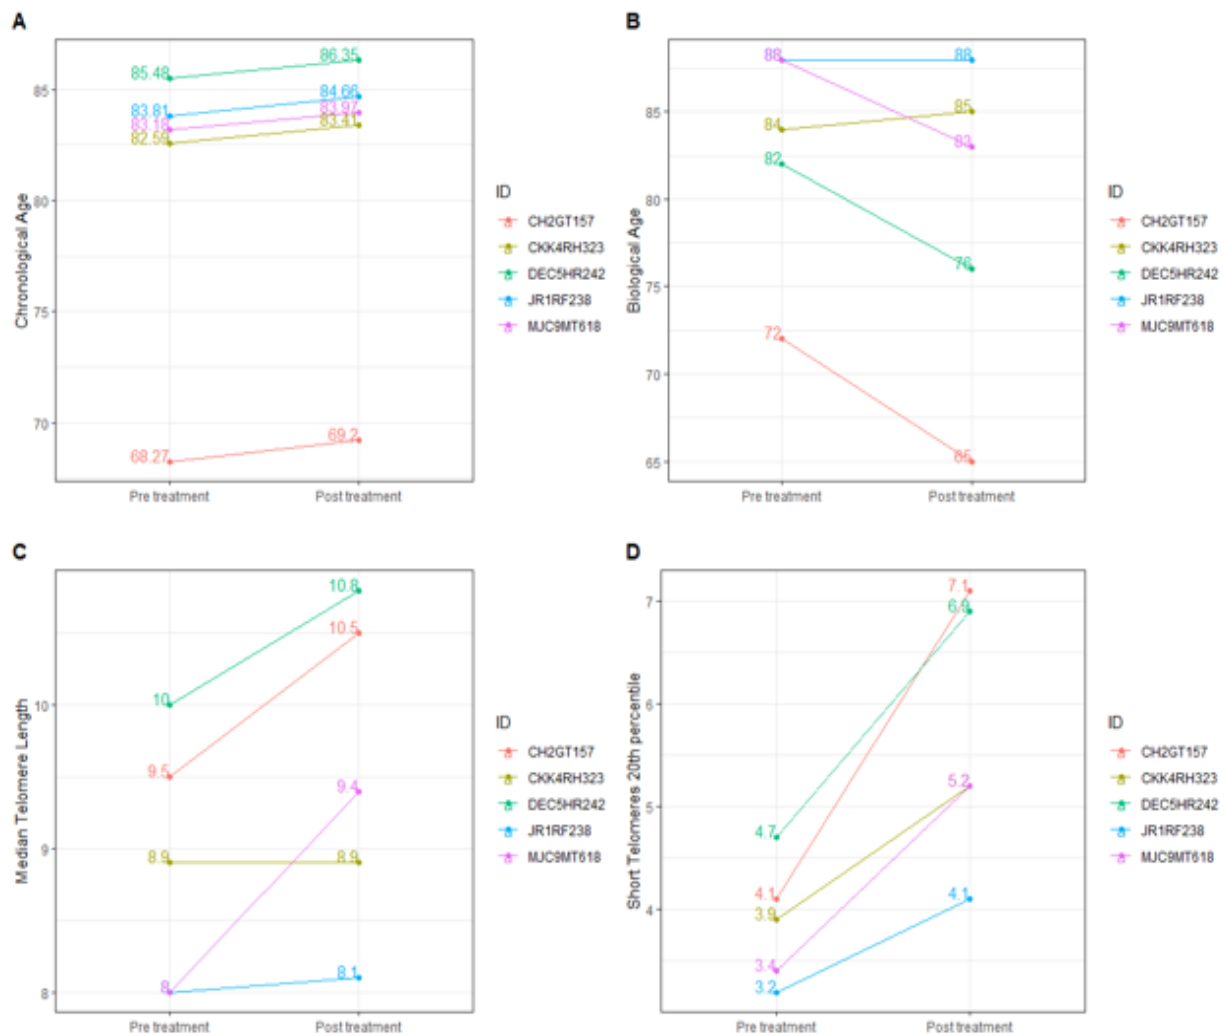 A
Chronological Age
85
80
75
70
85.48
86.35
83.81
84.66
83.18
83.97
82.59
83.41
68.27
69.2
Pre treatment
Post treatment
ID
CH2GT157
CKK4RH323
DEC5HR242
JR1RF238
MJC9MT618
B
Biological Age
85
80
75
70
65
88
88
84
85
83
82
76
72
65
Pre treatment
Post treatment
ID
CH2GT157
CKK4RH323
DEC5HR242
JR1RF238
MJC9MT618
C
Median Telomere Length
10
9
8
10
10.8
9.5
10.5
9.4
8.9
8.9
8
8.1
Pre treatment
Post treatment
ID
CH2GT157
CKK4RH323
DEC5HR242
JR1RF238
MJC9MT618
D
Short Telomeres 20th percentile
7
6
5
4
7.1
6.9
4.7
5.2
4.1
3.9
4.1
3.4
3.2
Pre treatment
Post treatment
ID
CH2GT157
CKK4RH323
DEC5HR242
JR1RF238
MJC9MT618